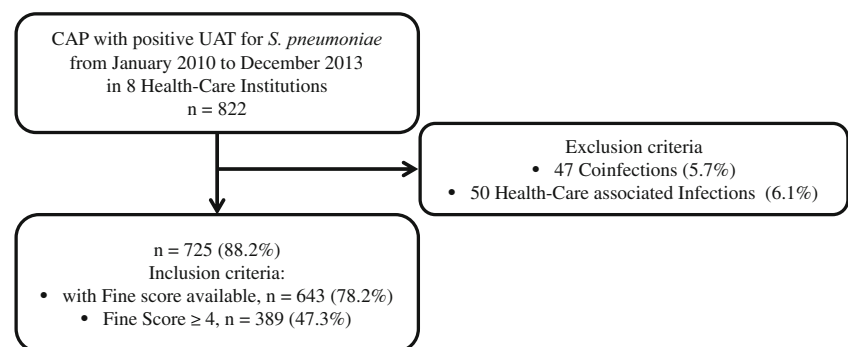 CAP with positive UAT for S. pneumoniae
from January 2010 to December 2013
in 8 Health-Care Institutions
n = 822
Exclusion criteria
• 47 Coinfections (5.7%)
• 50 Health-Care associated Infections (6.1%)
n = 725 (88.2%)
Inclusion criteria:
• with Fine score available, n = 643 (78.2%)
• Fine Score ≥ 4, n = 389 (47.3%)